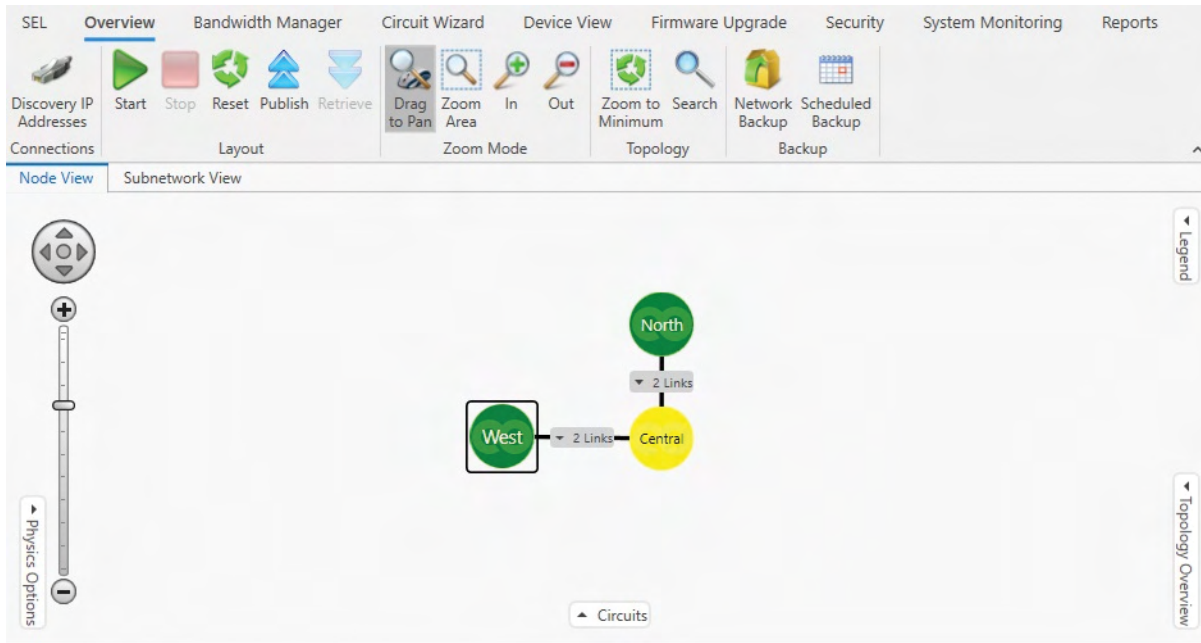 SEL Overview Bandwidth Manager Circuit Wizard Device View Firmware Upgrade Security System Monitoring Reports
Discovery IP Addresses
Start
Stop
Reset
Publish
Retrieve
Drag to Pan
Zoom Area
In
Out
Zoom to Minimum
Search
Network Backup
Scheduled Backup
Connections Layout Zoom Mode Topology Backup
Node View Subnetwork View
Legend
North
2 Links
West 2 Links Central
Physics Options
Topology Overview
Circuits